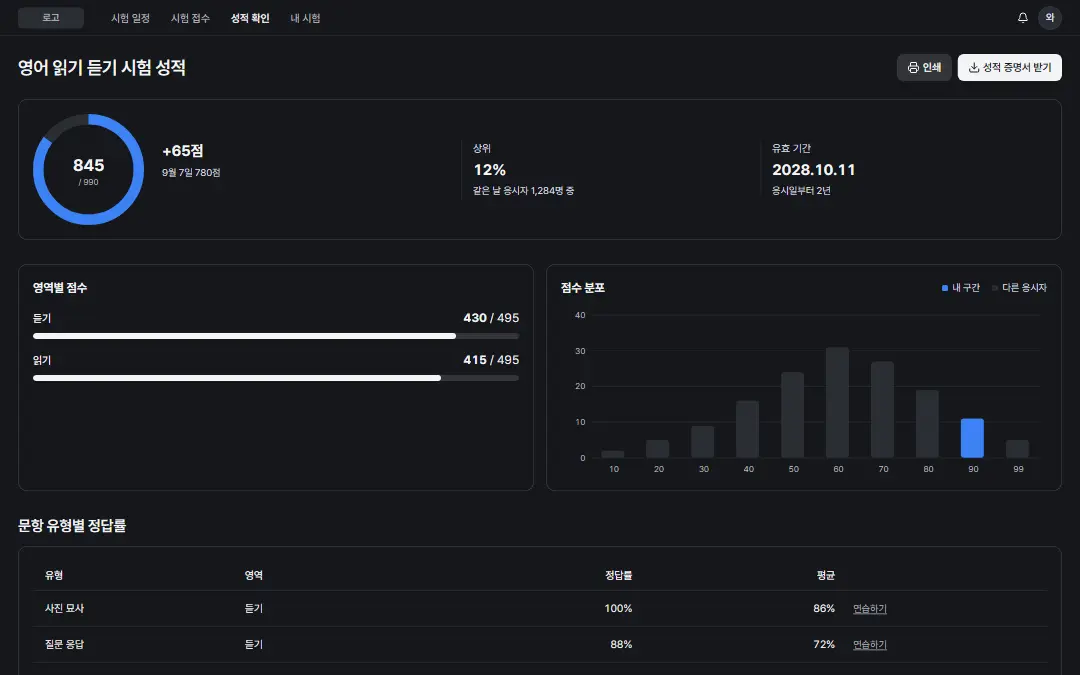 로고 시험 일정 시험 접수 성적 확인 내 시험 와
영어 읽기 듣기 시험 성적 인쇄 성적 증명서 받기
845
/ 990
+65점
9월 7일 780점
상위
12%
같은 날 응시자 1,284명 중
유효 기간
2028.10.11
응시일부터 2년
영역별 점수
듣기 430 / 495
읽기 415 / 495
점수 분포 내 구간 다른 응시자
40
30
20
10
0
10 20 30 40 50 60 70 80 90 99
문항 유형별 정답률
유형 영역 정답률 평균
사진 묘사 듣기 100% 86% 연습하기
질문 응답 듣기 88% 72% 연습하기